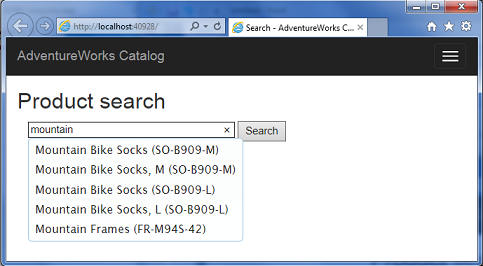 http://localhost:40928/
Search - AdventureWorks C...
AdventureWorks Catalog
Product search
mountain
Search
Mountain Bike Socks (SO-B909-M)
Mountain Bike Socks, M (SO-B909-M)
Mountain Bike Socks (SO-B909-L)
Mountain Bike Socks, L (SO-B909-L)
Mountain Frames (FR-M94S-42)